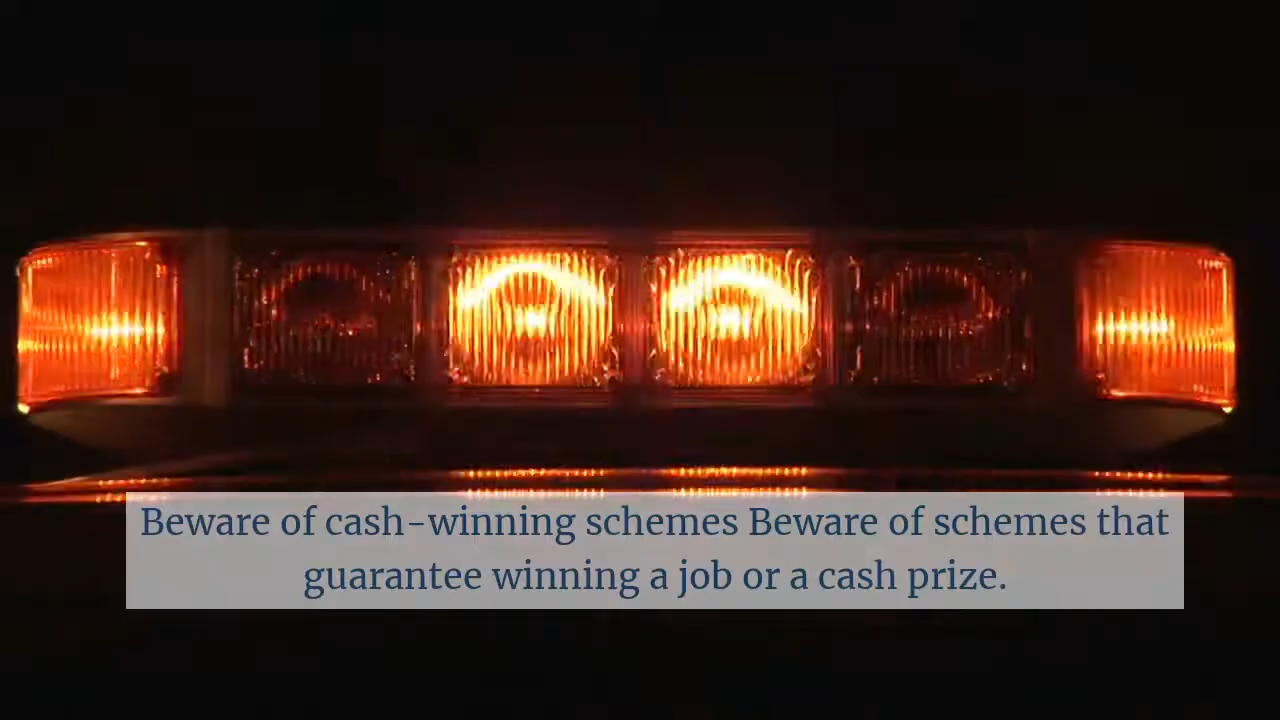 Beware of cash-winning schemes Beware of schemes that
guarantee winning a job or a cash prize.